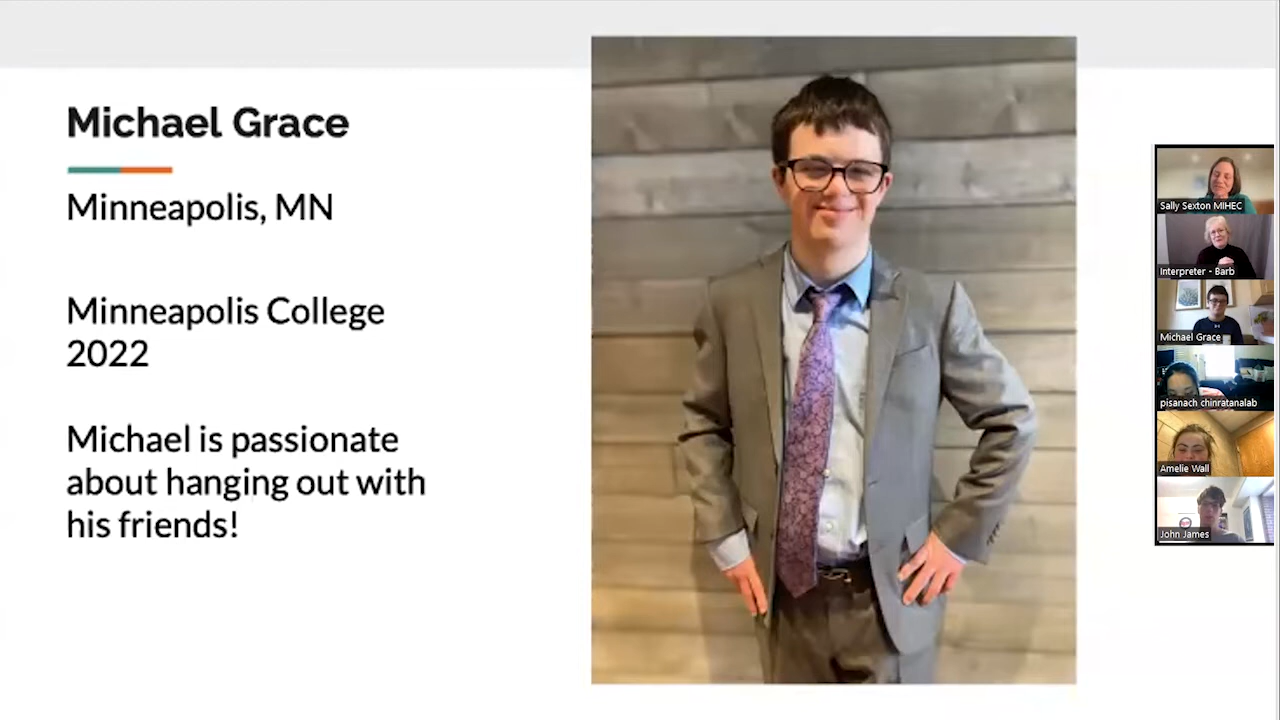 Michael Grace
Minneapolis, MN
Minneapolis College
2022
Michael is passionate
about hanging out with
his friends!
Sally Sexton MIHEC
Interpreter - Barb
Michael Grace
pisanach chinratanalab
Amelie Wall
John James